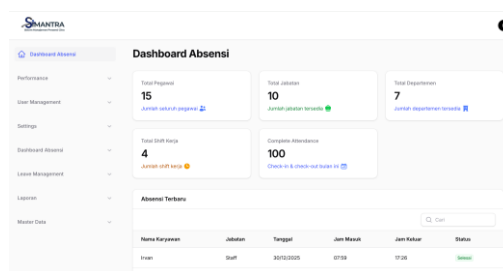 SIMANTRA
Dashboard Absensi
Dashboard Absensi
Performance
User Management
Settings
Dashboard Absensi
Leave Management
Laporan
Master Data
Total Pegawai
15
Jumlah seluruh pegawai
Total Jabatan
10
Jumlah jabatan tersedia
Total Departemen
7
Jumlah departemen tersedia
Total Shift Kerja
4
Jumlah shift kerja
Complete Attendance
100
Check-in & check-out bulan ini
Absensi Terbaru
Cari
Nama Karyawan Jabatan Tanggal Jam Masuk Jam Keluar Status
Irvan Staff 30/12/2025 07:59 17:26 Selesai